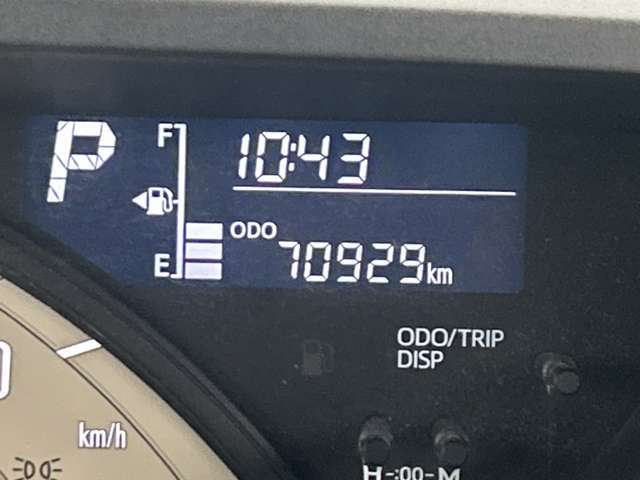 P
F
10:43
ODO
E
70929km
ODO/TRIP
DISP
km/h
H-:00-M